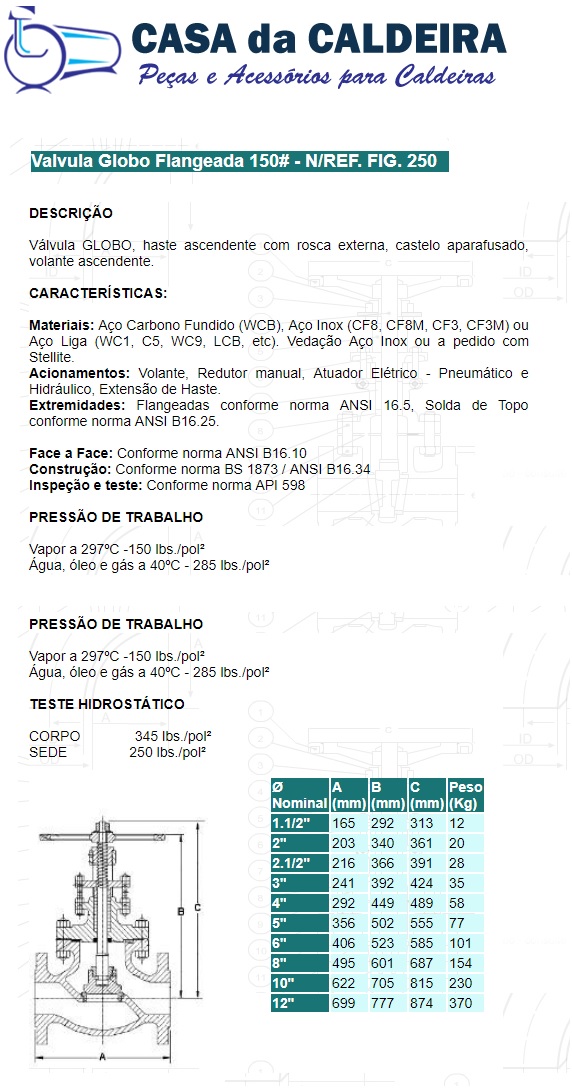 CASA da CALDEIRA
Peças e Acessórios para Caldeiras
Valvula Globo Flangeada 150# - N/REF. FIG. 250
DESCRIÇÃO
Válvula GLOBO, haste ascendente com rosca externa, castelo aparafusado,
volante ascendente.
CARACTERÍSTICAS:
Materiais: Aço Carbono Fundido (WCB), Aço Inox (CF8, CF8M, CF3, CF3M) ou
Aço Liga (WC1, C5, WC9, LCB, etc). Vedação Aço Inox ou a pedido com
Stellite.
Acionamentos: Volante, Redutor manual, Atuador Elétrico - Pneumático e
Hidráulico, Extensão de Haste.
Extremidades: Flangeadas conforme norma ANSI 16.5, Solda de Topo
conforme norma ANSI B16.25.
Face a Face: Conforme norma ANSI B16.10
Construção: Conforme norma BS 1873 / ANSI B16.34
Inspeção e teste: Conforme norma API 598
PRESSÃO DE TRABALHO
Vapor a 297ºC -150 lbs./pol²
Água, óleo e gás a 40ºC - 285 lbs./pol²
PRESSÃO DE TRABALHO
Vapor a 297ºC -150 lbs./pol²
Água, óleo e gás a 40ºC - 285 lbs./pol²
TESTE HIDROSTÁTICO
CORPO 345 lbs./pol²
SEDE 250 lbs./pol²
Ø Nominal A (mm) B (mm) C (mm) Peso (Kg)
1.1/2" 165 292 313 12
2" 203 340 361 20
2.1/2" 216 366 391 28
3" 241 392 424 35
4" 292 449 489 58
5" 356 502 555 77
6" 406 523 585 101
8" 495 601 687 154
10" 622 705 815 230
12" 699 777 874 370
B
C
A